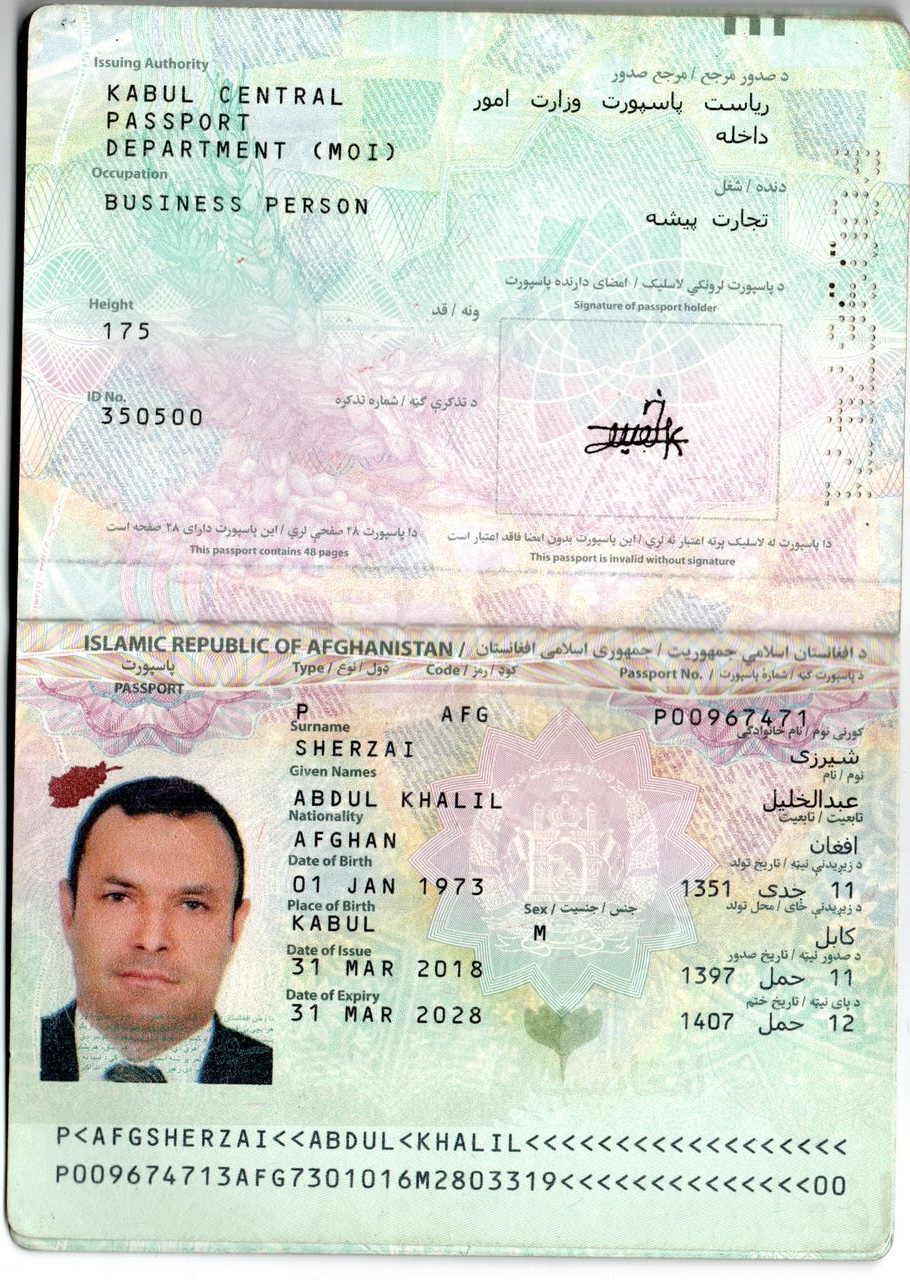 Issuing Authority
د صدور مرجع / مرجع صدور
KABUL CENTRAL
PASSPORT
DEPARTMENT (MOI)
ریاست پاسپورت وزارت امور
داخله
Occupation
دنده / شغل
BUSINESS PERSON
تجارت پیشه
د پاسپورت لرونکي لاسلیک / امضای دارنده پاسپورت
Signature of passport holder
Height
ونه / قد
175
ID No.
د تذکرې ګڼه / شماره تذکره
350500
دا پاسپورت ۴۸ صفحې لري / این پاسپورت دارای ۴۸ صفحه است
This passport contains 48 pages
دا پاسپورت له لاسلیک پرته اعتبار نه لري / این پاسپورت بدون امضا فاقد اعتبار است
This passport is invalid without signature
ISLAMIC REPUBLIC OF AFGHANISTAN / د افغانستان اسلامي جمهوریت / جمهوری اسلامی افغانستان
پاسپورت
PASSPORT
Type / ډول / نوع
Code / کوډ / رمز
Passport No. / د پاسپورت ګڼه / شمارهٔ پاسپورت
P AFG P00967471
Surname
کورنی نوم / نام خانوادگی
SHERZAI
شیرزی
Given Names
نوم / نام
ABDUL KHALIL
عبدالخلیل
Nationality
تابعیت / تابعیت
AFGHAN
افغان
Date of Birth
د زیږیدنې نیټه / تاریخ تولد
01 JAN 1973
11 جدی 1351
Place of Birth
Sex / جنس / جنسیت
د زیږیدنې ځای / محل تولد
KABUL
M
کابل
Date of Issue
د صدور نیټه / تاریخ صدور
31 MAR 2018
11 حمل 1397
Date of Expiry
د پای نیټه / تاریخ ختم
31 MAR 2028
12 حمل 1407
P<AFGSHERZAI<<ABDUL<KHALIL<<<<<<<<<<<<<<<<<<
P009674713AFG7301016M2803319<<<<<<<<<<<<<<00